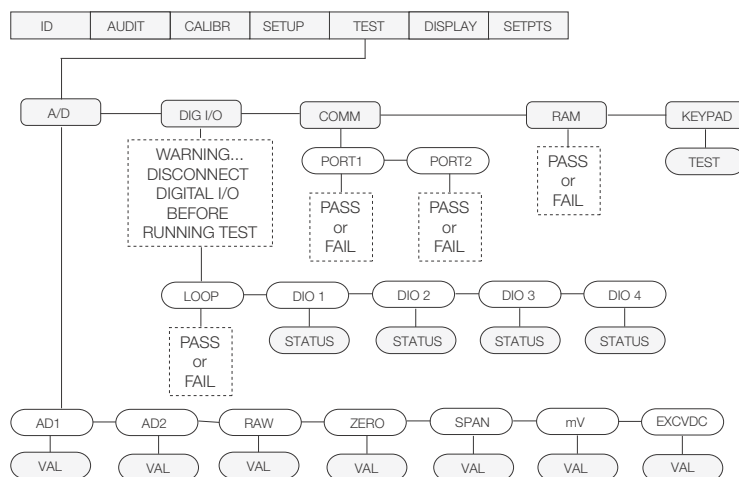 ID AUDIT CALIBR SETUP TEST DISPLAY SETPTS
A/D DIG I/O COMM RAM KEYPAD
WARNING...
DISCONNECT
DIGITAL I/O
BEFORE
RUNNING TEST
PORT1 PORT2
PASS
or
FAIL
PASS
or
FAIL
PASS
or
FAIL
TEST
LOOP DIO 1 DIO 2 DIO 3 DIO 4
PASS
or
FAIL
STATUS STATUS STATUS STATUS
AD1 AD2 RAW ZERO SPAN mV EXCVDC
VAL VAL VAL VAL VAL VAL VAL